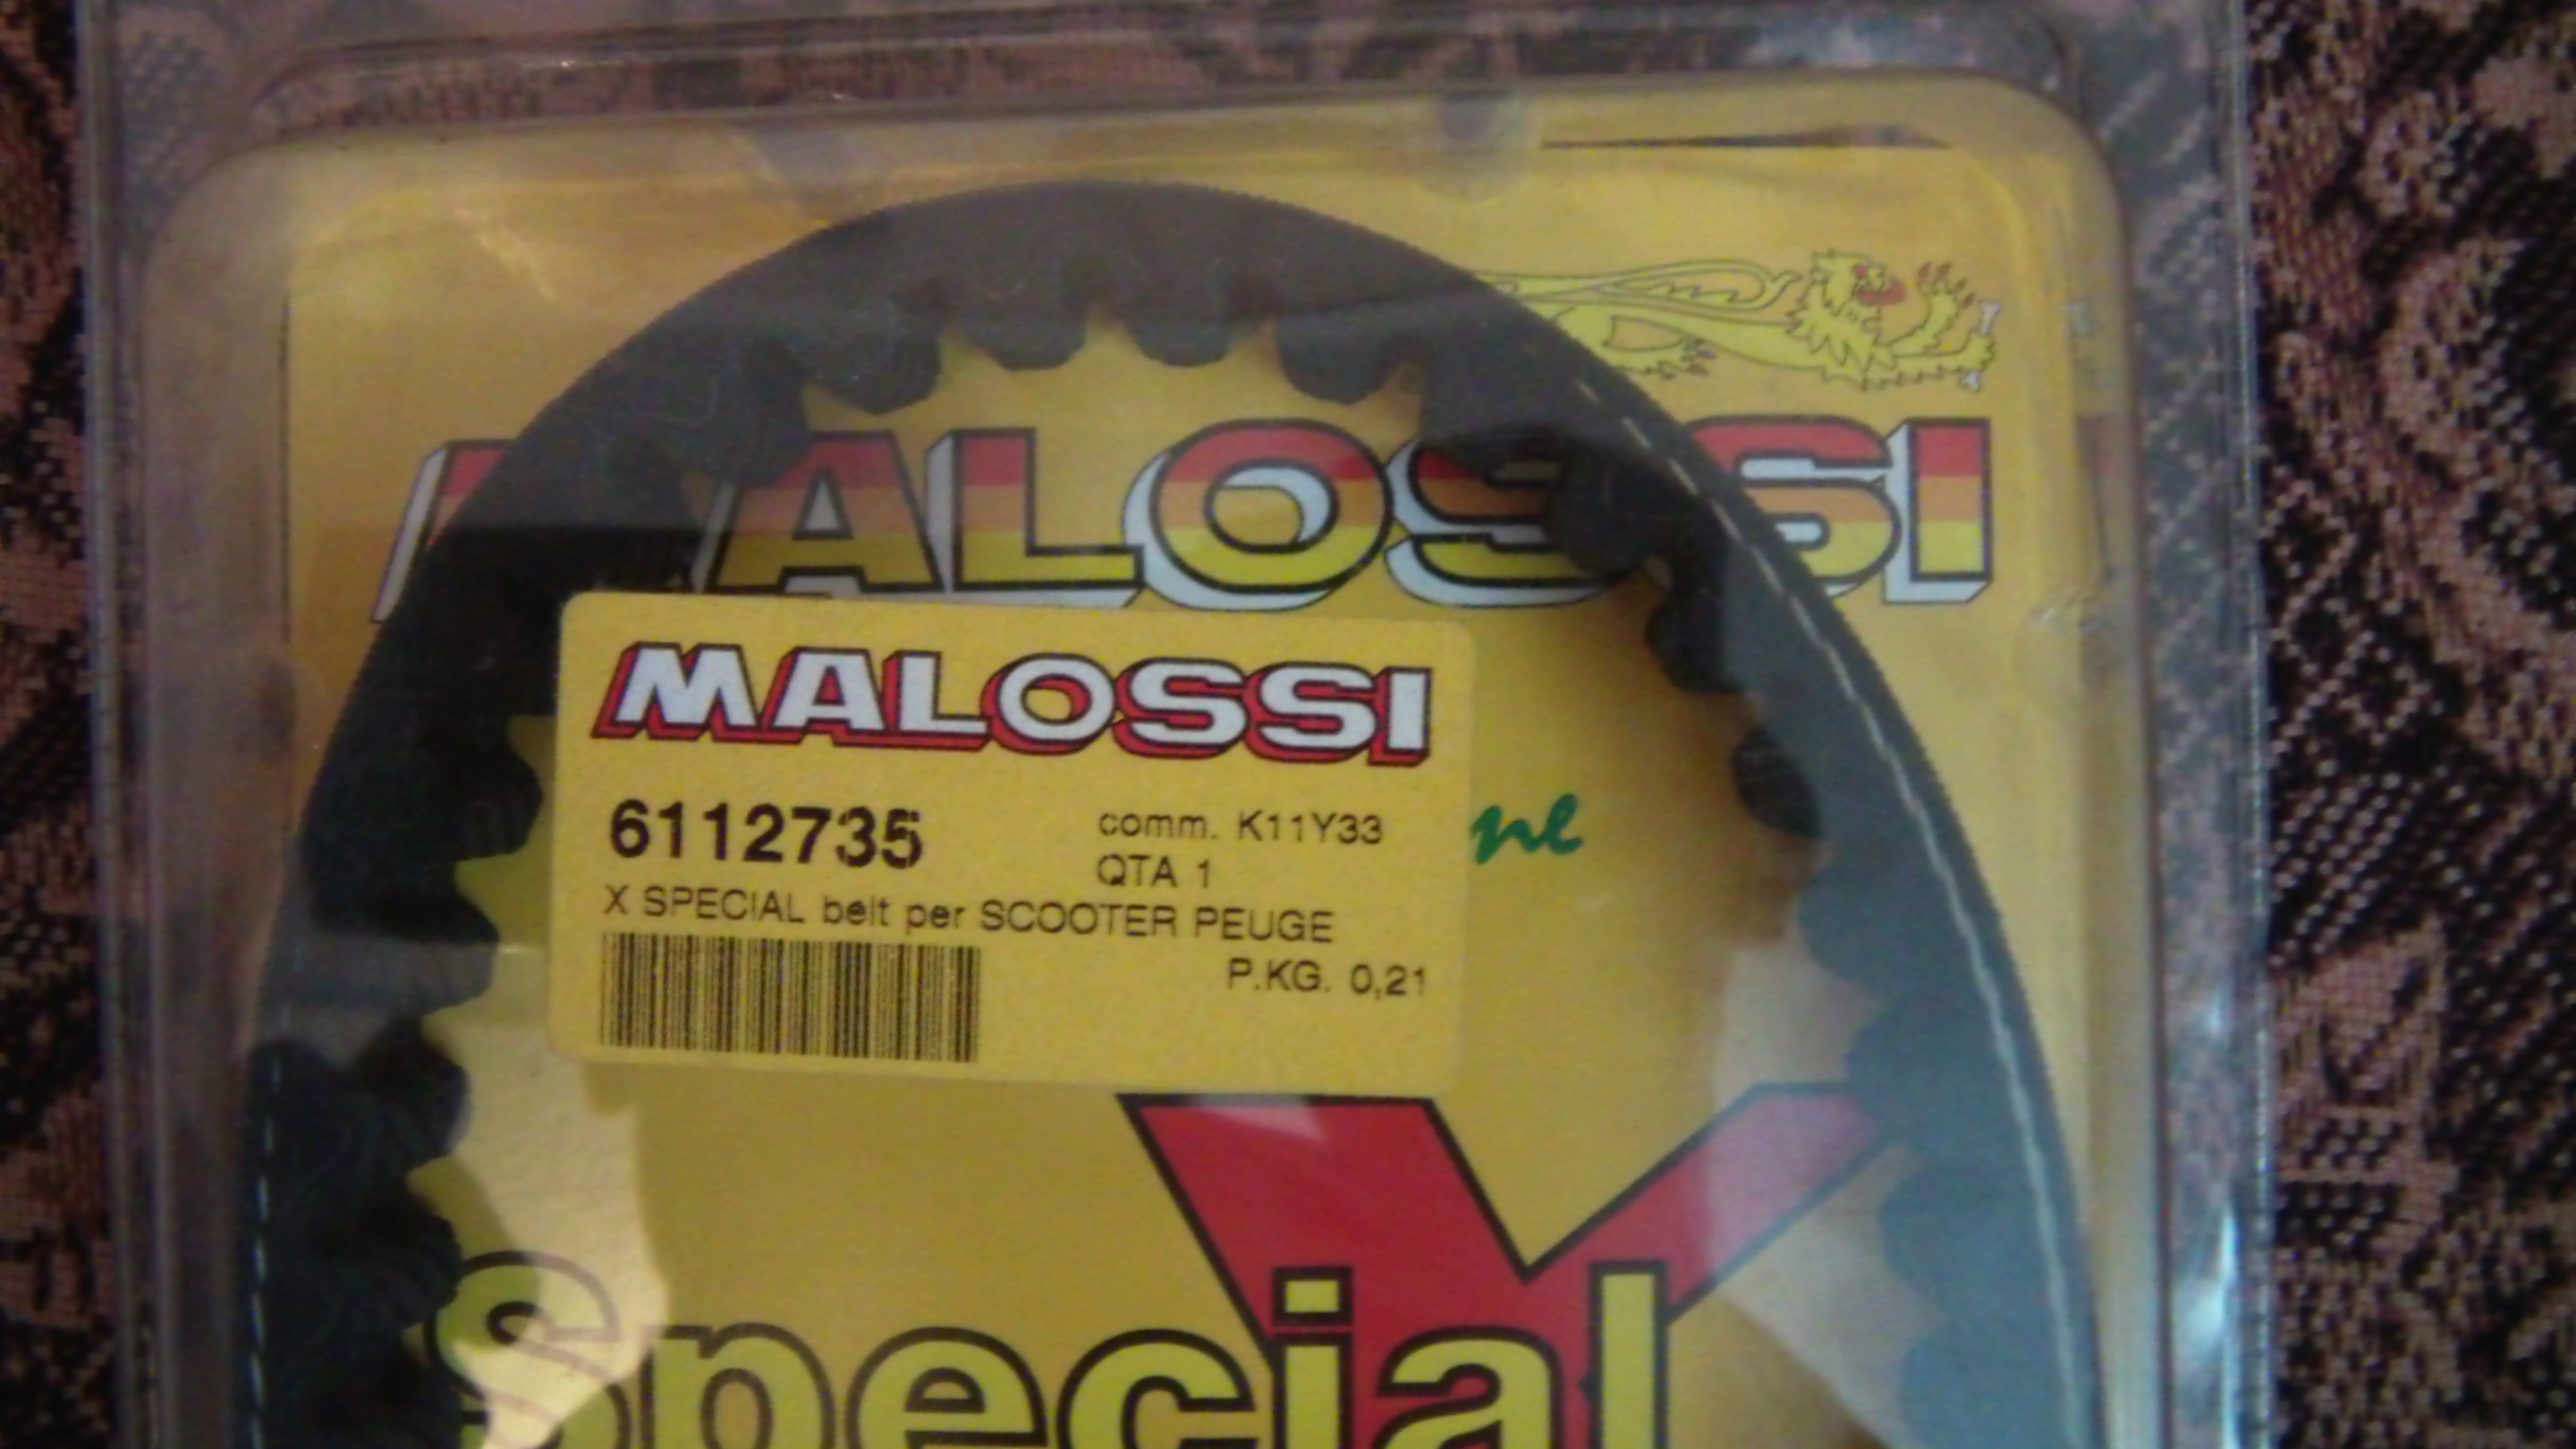 MALOSSI
MALOSSI
6112735
comm. K11Y33
QTA 1
X SPECIAL belt per SCOOTER PEUGE
P.KG. 0,21
X
Special